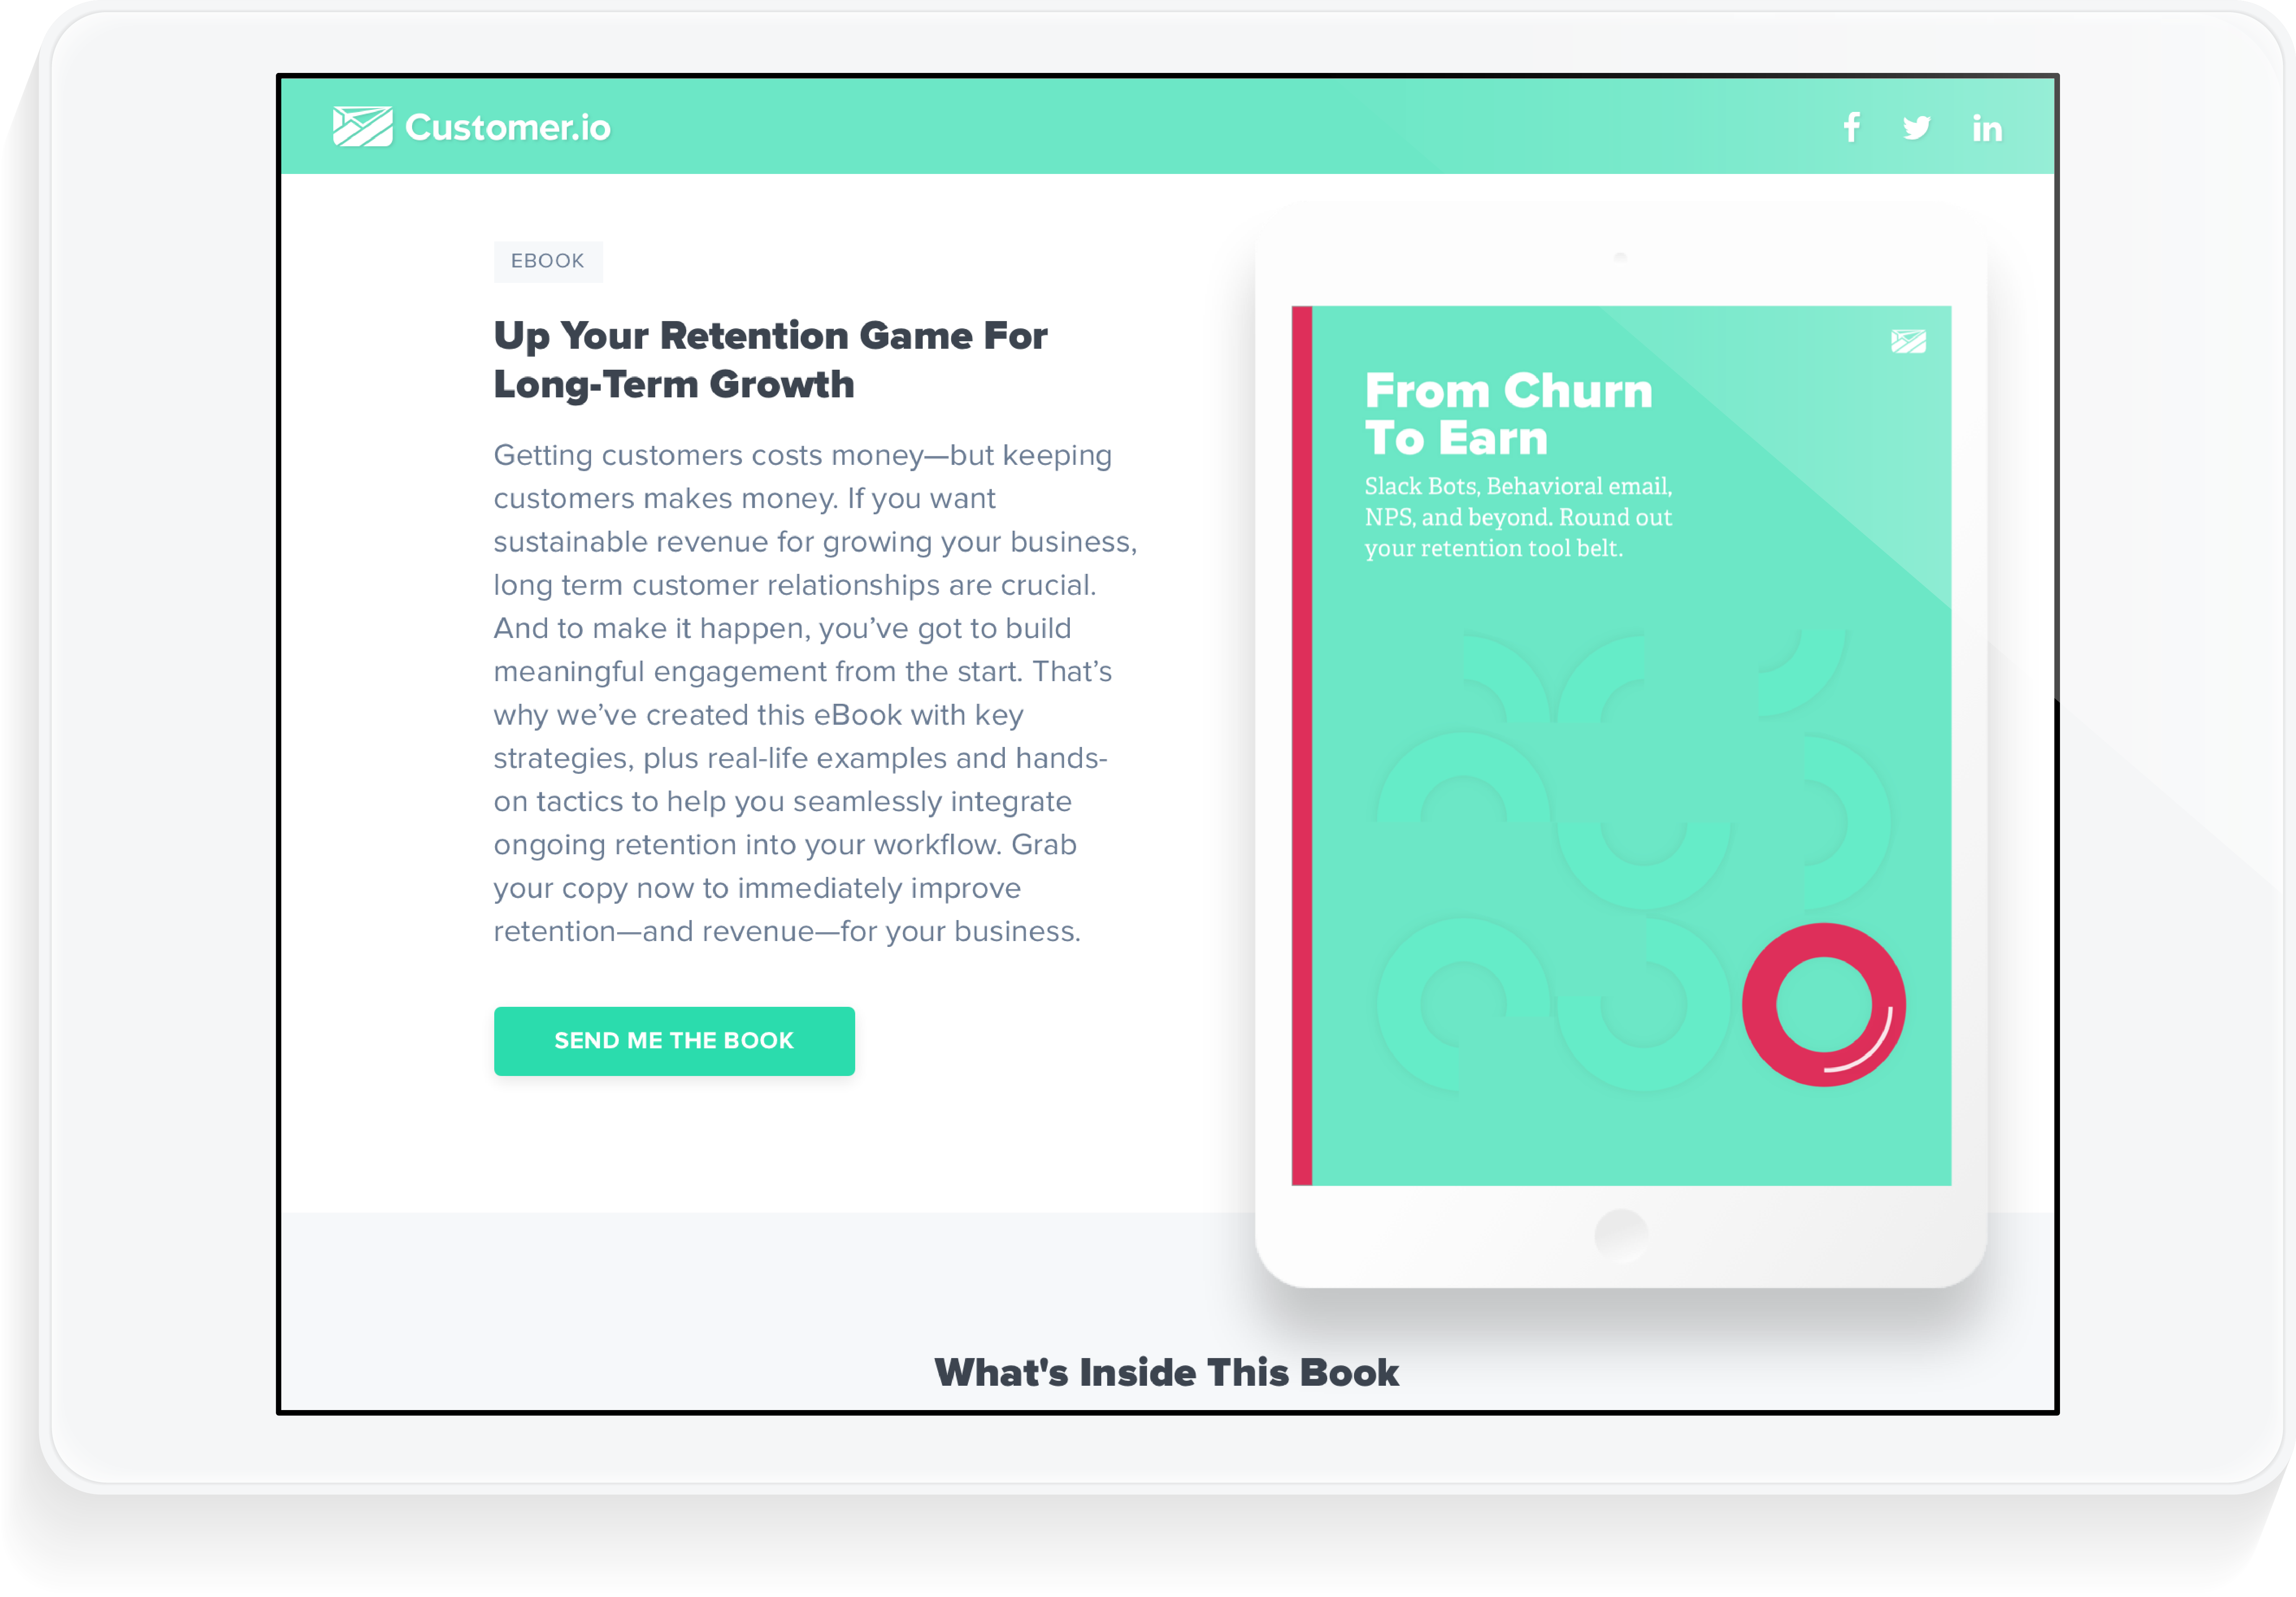 Customer.io
EBOOK
Up Your Retention Game For
Long-Term Growth
Getting customers costs money—but keeping
customers makes money. If you want
sustainable revenue for growing your business,
long term customer relationships are crucial.
And to make it happen, you’ve got to build
meaningful engagement from the start. That’s
why we’ve created this eBook with key
strategies, plus real-life examples and hands-
on tactics to help you seamlessly integrate
ongoing retention into your workflow. Grab
your copy now to immediately improve
retention—and revenue—for your business.
SEND ME THE BOOK
From Churn
To Earn
Slack Bots, Behavioral email,
NPS, and beyond. Round out
your retention tool belt.
What's Inside This Book